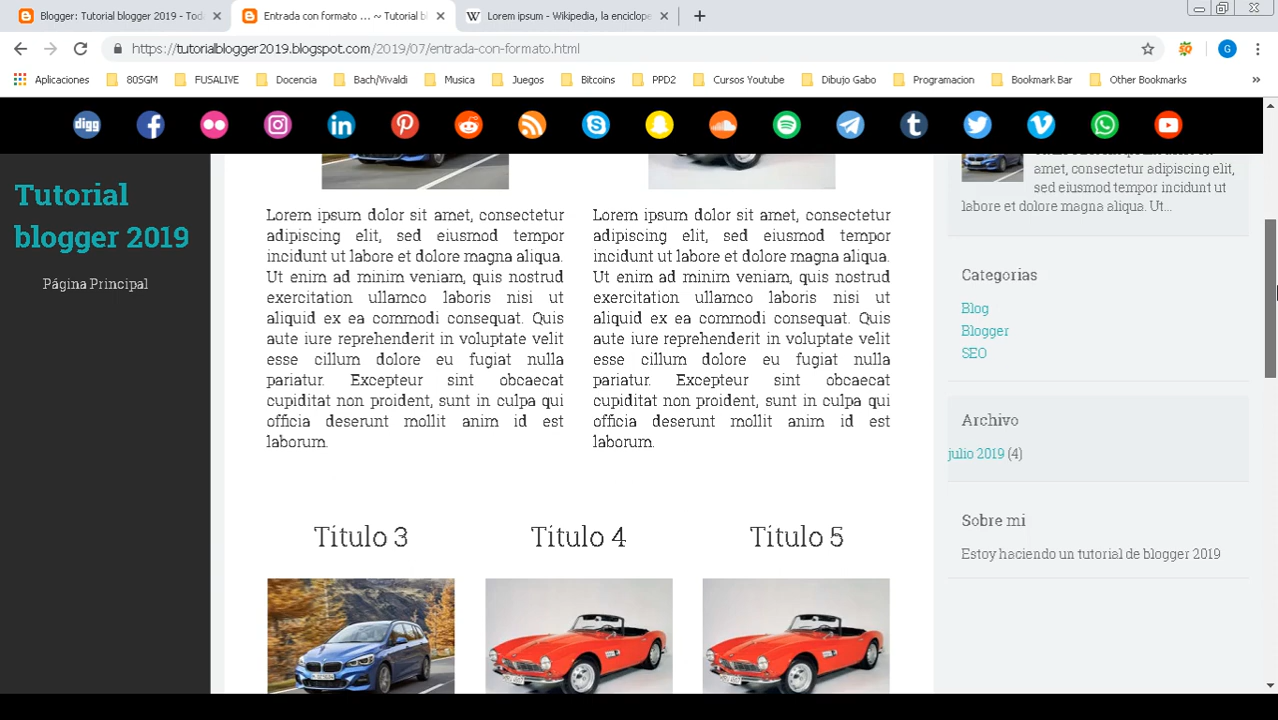 Blogger: Tutorial blogger 2019 - Toda
Entrada con formato ... ~ Tutorial b
Lorem ipsum - Wikipedia, la enciclope
https://tutorialblogger2019.blogspot.com/2019/07/entrada-con-formato.html
G
Aplicaciones
80SGM
FUSALIVE
Docencia
Bach/Vivaldi
Musica
Juegos
Bitcoins
PPD2
Cursos Youtube
Dibujo Gabo
Programacion
Bookmark Bar
Other Bookmarks
digg
Tutorial
blogger 2019
Página Principal
Lorem ipsum dolor sit amet, consectetur
adipiscing elit, sed eiusmod tempor
incidunt ut labore et dolore magna aliqua.
Ut enim ad minim veniam, quis nostrud
exercitation ullamco laboris nisi ut
aliquid ex ea commodi consequat. Quis
aute iure reprehenderit in voluptate velit
esse cillum dolore eu fugiat nulla
pariatur. Excepteur sint obcaecat
cupiditat non proident, sunt in culpa qui
officia deserunt mollit anim id est
laborum.
Lorem ipsum dolor sit amet, consectetur
adipiscing elit, sed eiusmod tempor
incidunt ut labore et dolore magna aliqua.
Ut enim ad minim veniam, quis nostrud
exercitation ullamco laboris nisi ut
aliquid ex ea commodi consequat. Quis
aute iure reprehenderit in voluptate velit
esse cillum dolore eu fugiat nulla
pariatur. Excepteur sint obcaecat
cupiditat non proident, sunt in culpa qui
officia deserunt mollit anim id est
laborum.
Titulo 3
Titulo 4
Titulo 5
amet, consectetur adipiscing elit,
sed eiusmod tempor incidunt ut
labore et dolore magna aliqua. Ut...
Categorias
Blog
Blogger
SEO
Archivo
julio 2019 (4)
Sobre mi
Estoy haciendo un tutorial de blogger 2019